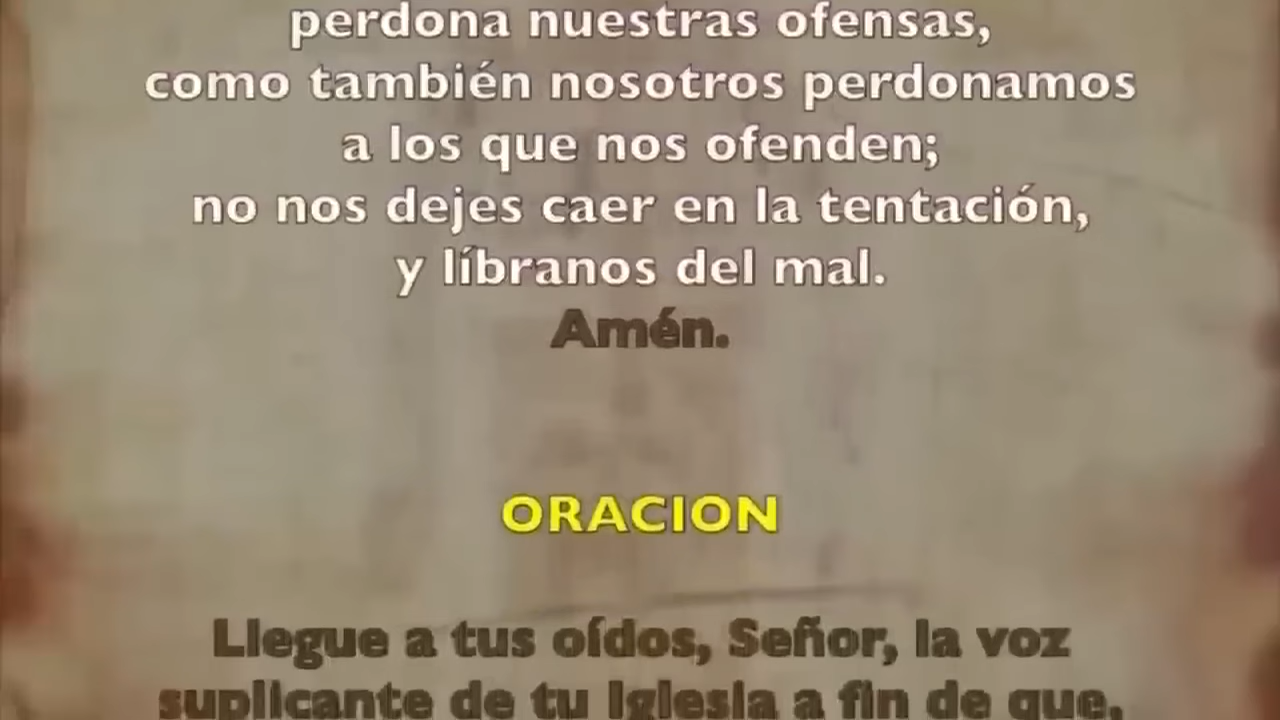 perdona nuestras ofensas,
como también nosotros perdonamos
a los que nos ofenden;
no nos dejes caer en la tentación,
y líbranos del mal.
Amén.
ORACION
Llegue a tus oídos, Señor, la voz
suplicante de tu Iglesia a fin de que,